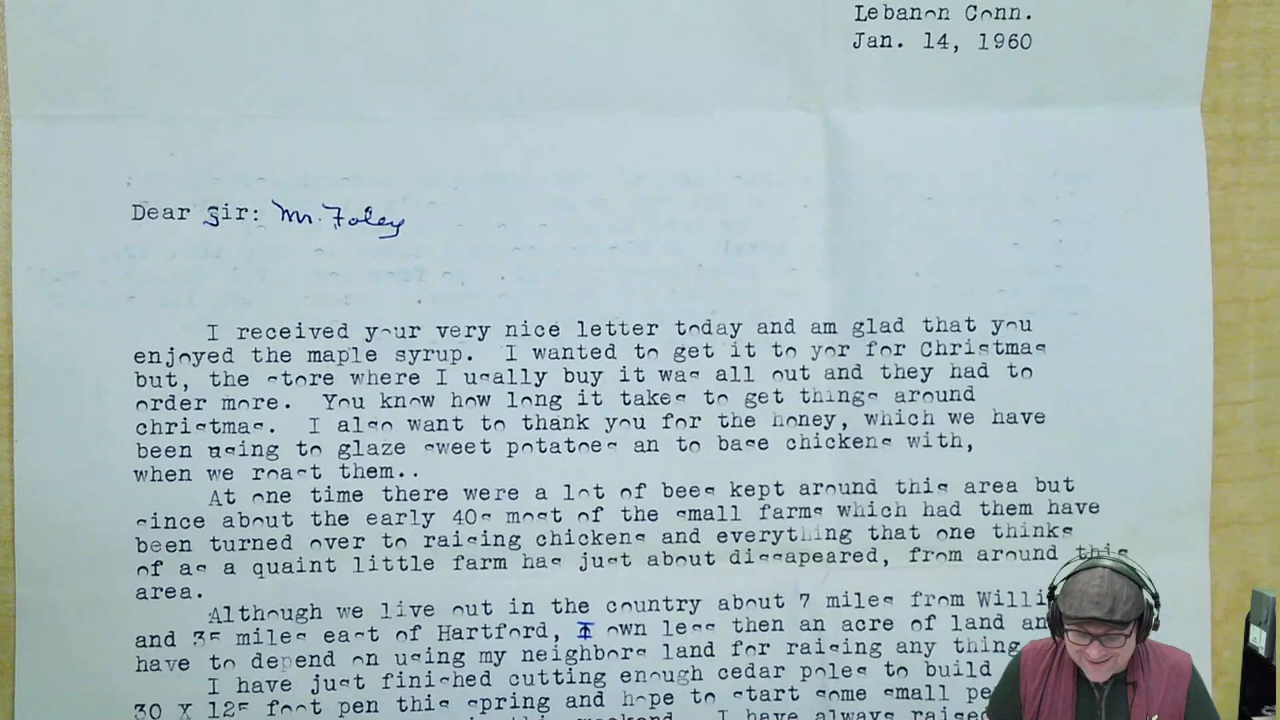 Lebanon Conn.
Jan. 14, 1960
Dear Sir: Mr. Foley
I received your very nice letter today and am glad that you
enjoyed the maple syrup. I wanted to get it to yor for Christmas
but, the store where I usally buy it was all out and they had to
order more. You know how long it takes to get things around
christmas. I also want to thank you for the honey, which we have
been using to glaze sweet potatoes an to base chickens with,
when we roast them..
At one time there were a lot of bees kept around this area but
since about the early 40s most of the small farms which had them have
been turned over to raising chickens and everything that one thinks
of as a quaint little farm has just about dissapeared, from around this
area.
Although we live out in the country about 7 miles from
and 35 miles east of Hartford, I own less then an acre of land
have to depend on using my neighbors land for raising any
I have just finished cutting enough cedar poles to build
30 X 125 foot pen this spring and hope to start some small
this weekend. I have always